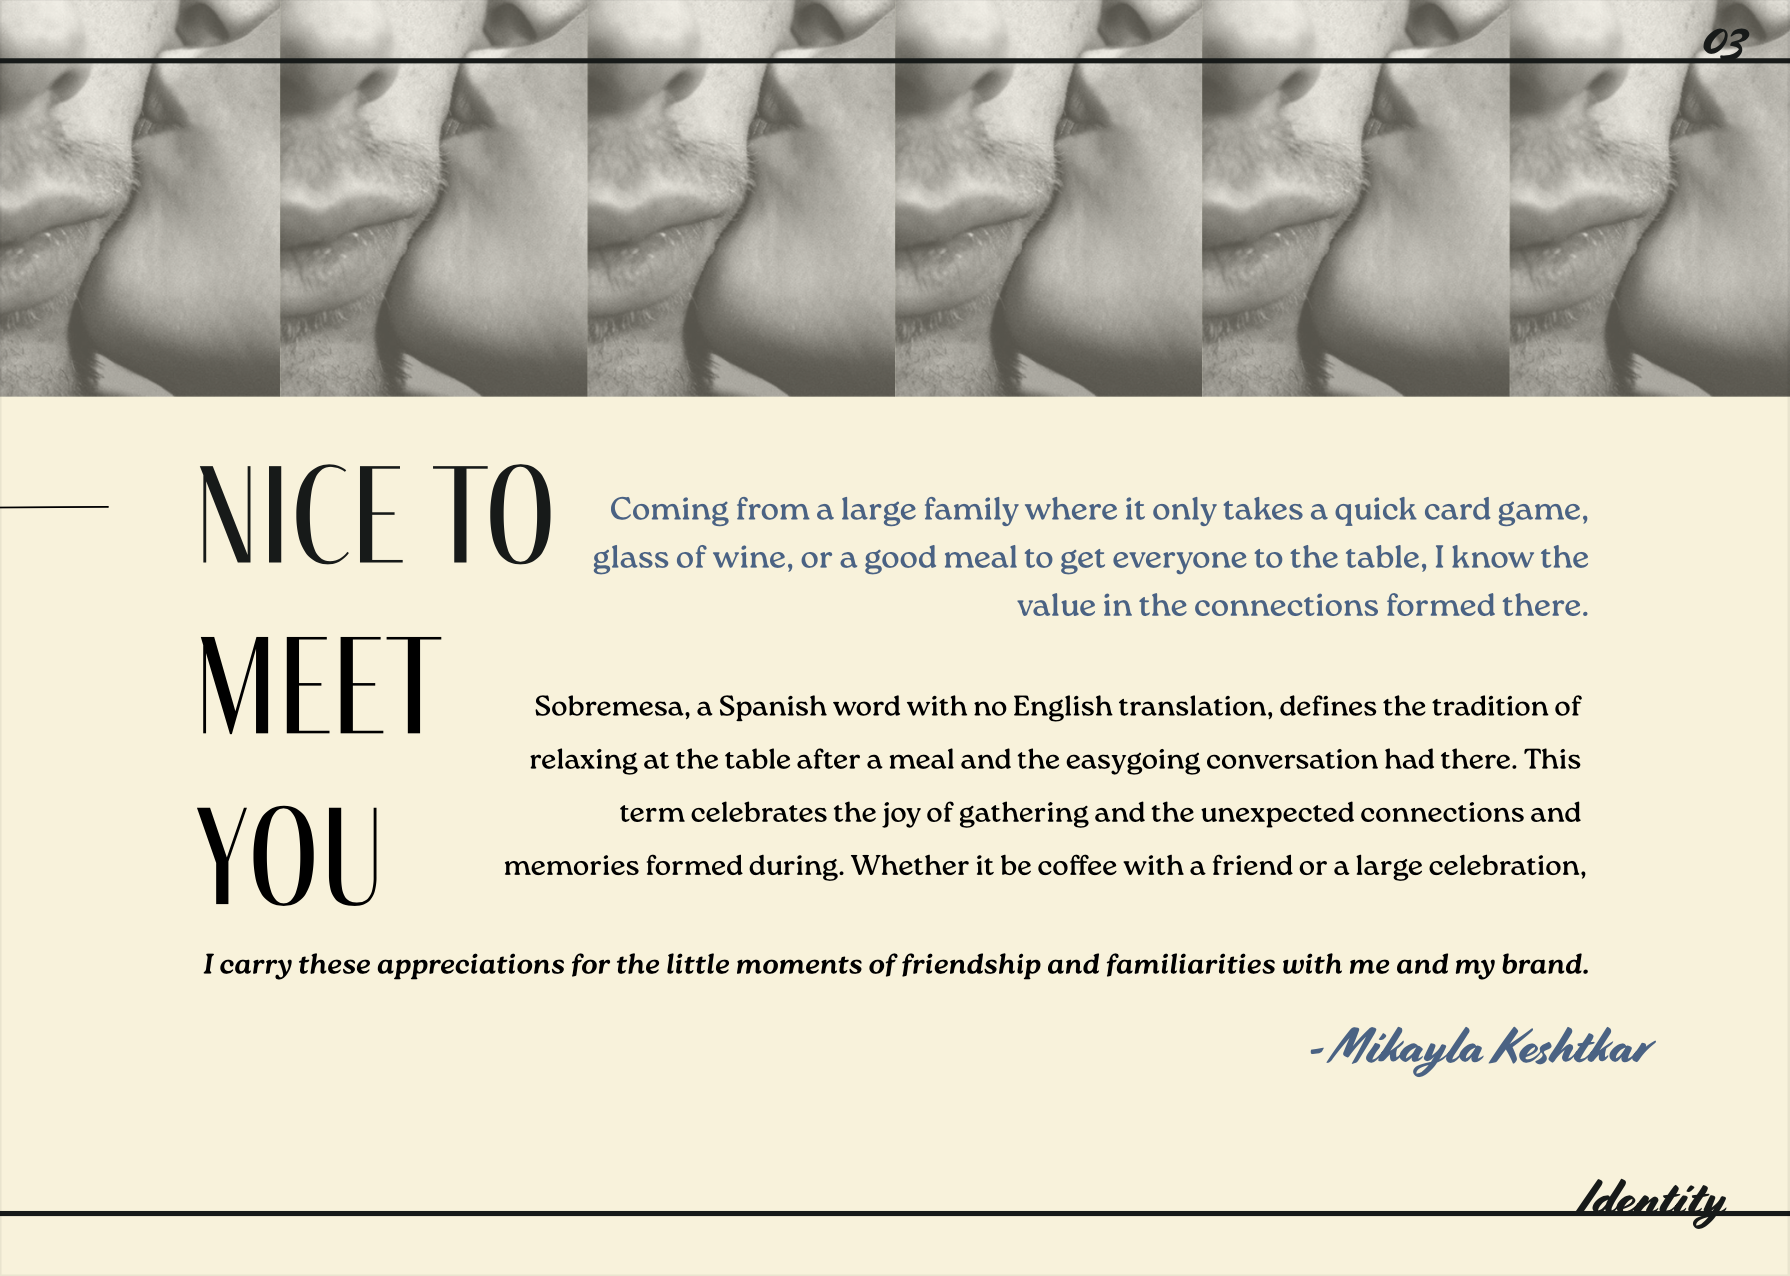 03
NICE TO
MEET
YOU
Coming from a large family where it only takes a quick card game,
glass of wine, or a good meal to get everyone to the table, I know the
value in the connections formed there.
Sobremesa, a Spanish word with no English translation, defines the tradition of
relaxing at the table after a meal and the easygoing conversation had there. This
term celebrates the joy of gathering and the unexpected connections and
memories formed during. Whether it be coffee with a friend or a large celebration,
I carry these appreciations for the little moments of friendship and familiarities with me and my brand.
- Mikayla Keshtkar
Identity